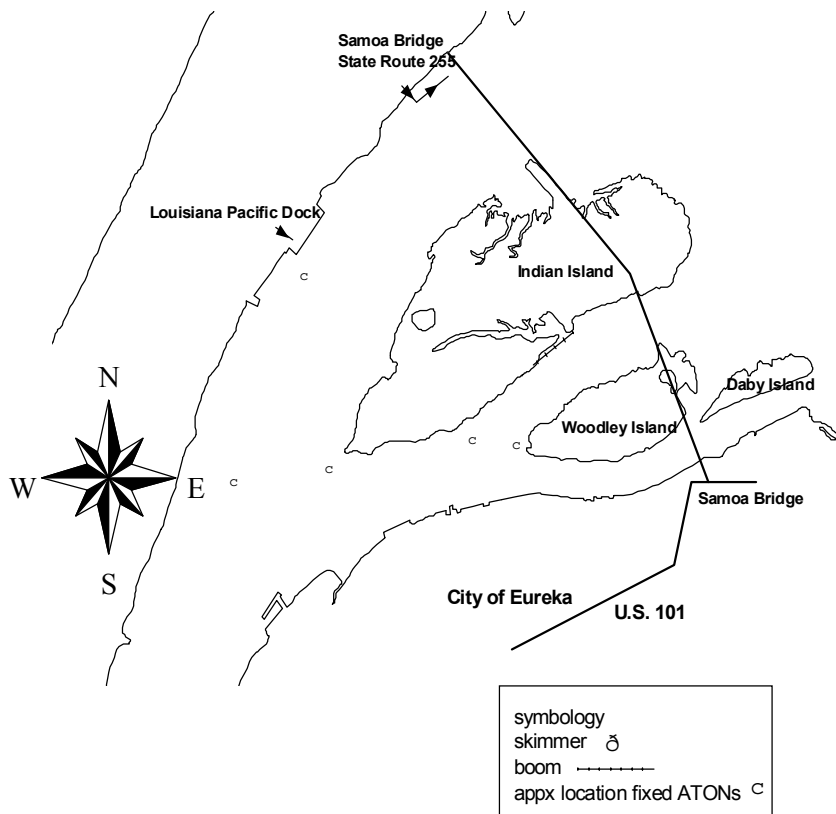 Samoa Bridge
State Route 255
Louisiana Pacific Dock
Indian Island
Daby Island
Woodley Island
N
W
E
S
C
C
C
C
C
Samoa Bridge
City of Eureka
U.S. 101
symbology
skimmer ð
boom
appx location fixed ATONs C